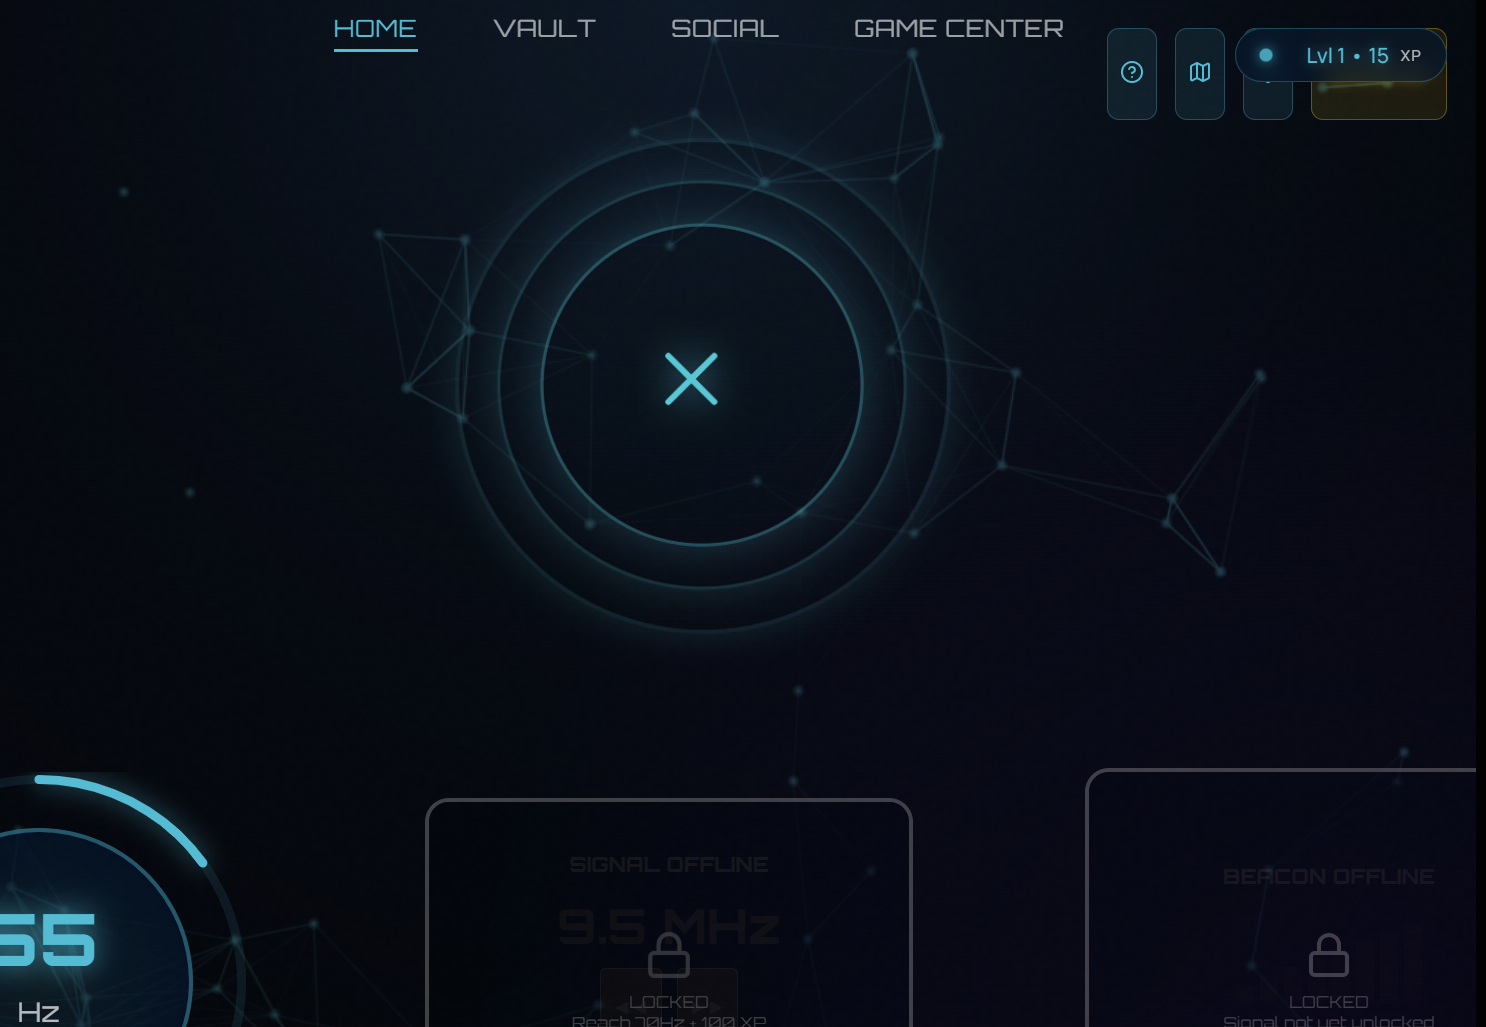 HOME VAULT SOCIAL GAME CENTER
Lvl 1 • 15 XP
55
Hz
SIGNAL OFFLINE
9.5 MHz
LOCKED
Reach 70Hz + 100 XP
BEACON OFFLINE
LOCKED
Signal not yet unlocked